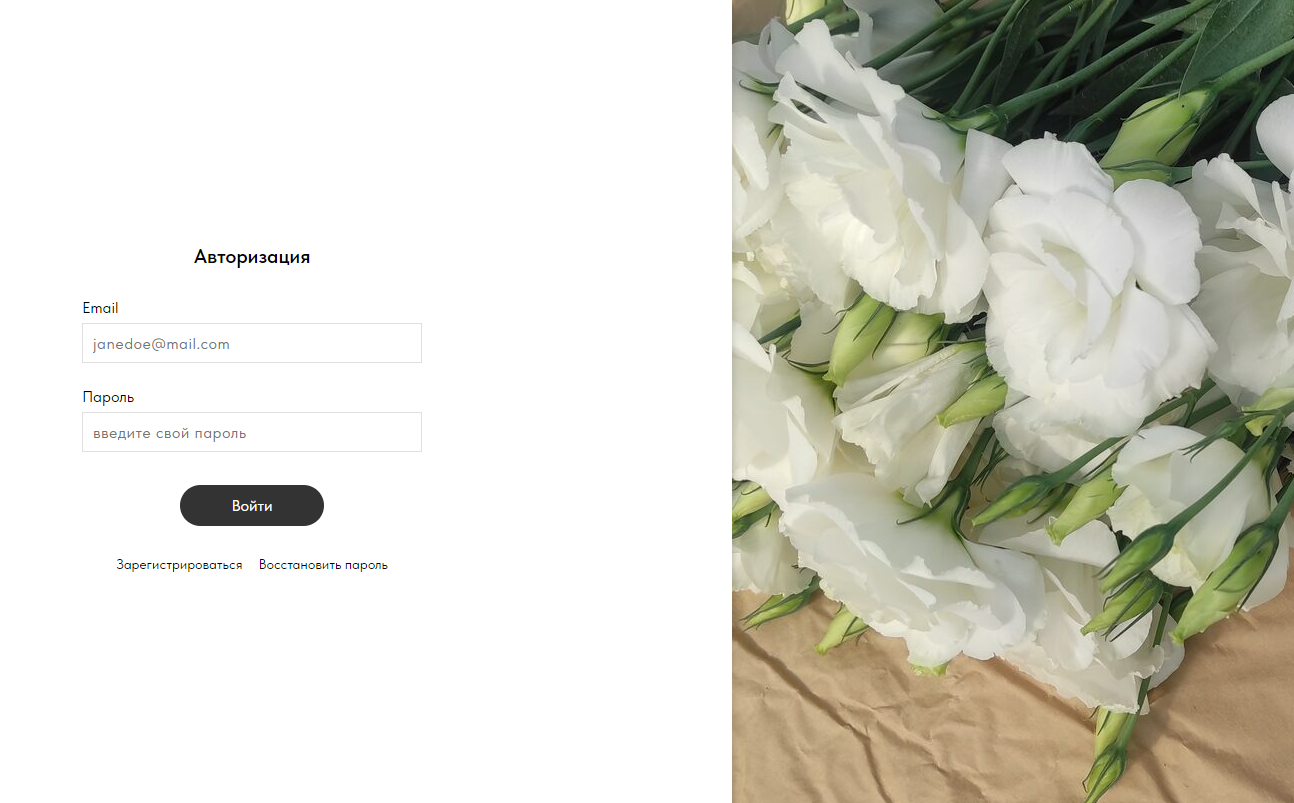 Авторизация
Email
janedoe@mail.com
Пароль
введите свой пароль
Войти
Зарегистрироваться Восстановить пароль